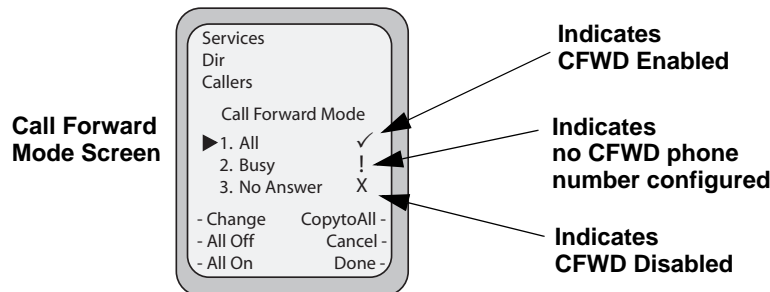 Services
Dir
Callers
Call Forward Mode
▶1. All ✓
2. Busy !
3. No Answer X
- Change CopytoAll -
- All Off Cancel -
- All On Done -
Call Forward
Mode Screen
Indicates
CFWD Enabled
Indicates
no CFWD phone
number configured
Indicates
CFWD Disabled